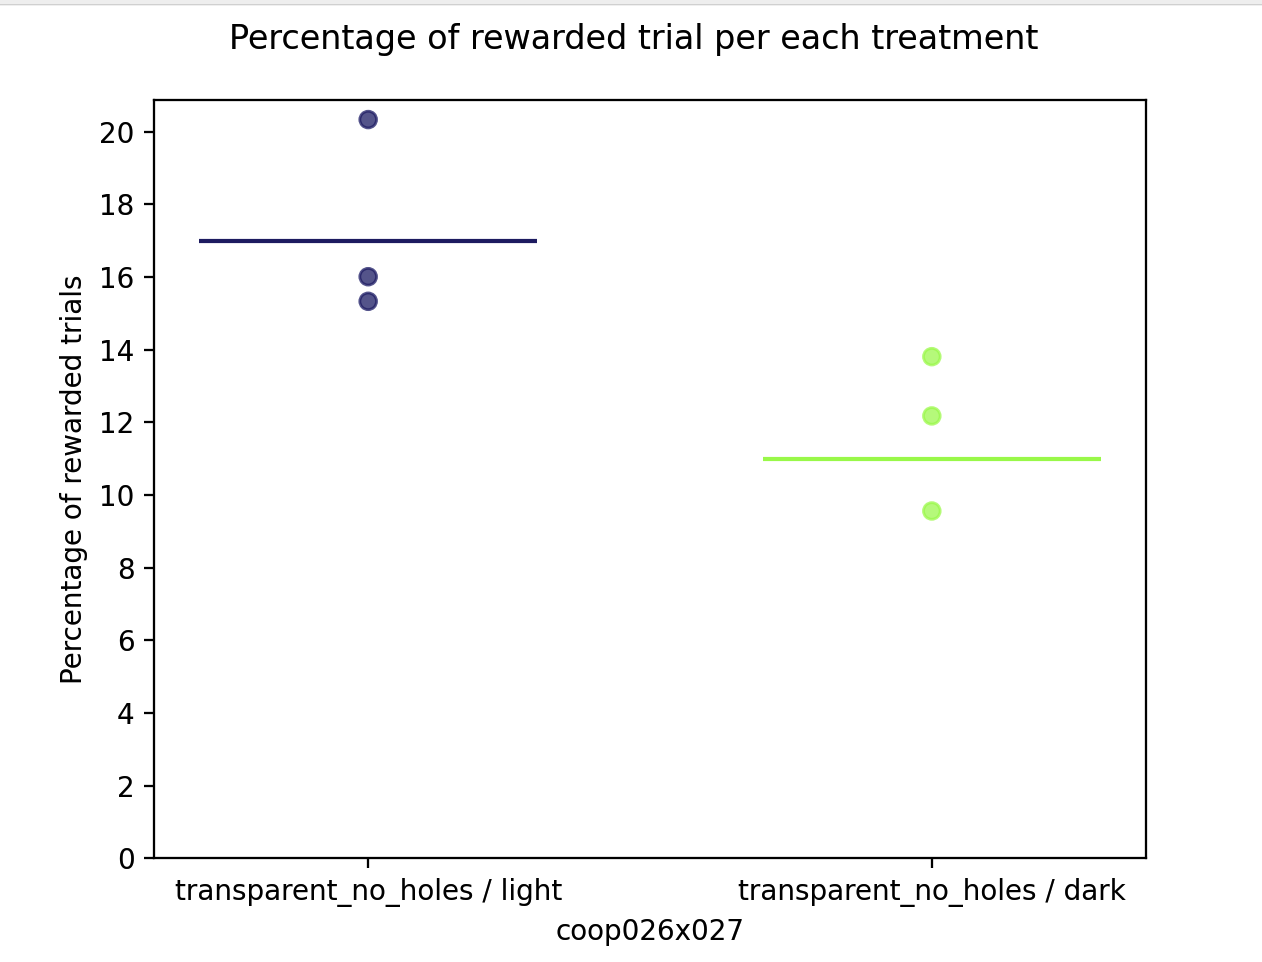 Percentage of rewarded trial per each treatment
Percentage of rewarded trials
20
18
16
14
12
10
8
6
4
2
0
transparent_no_holes / light
transparent_no_holes / dark
coop026x027